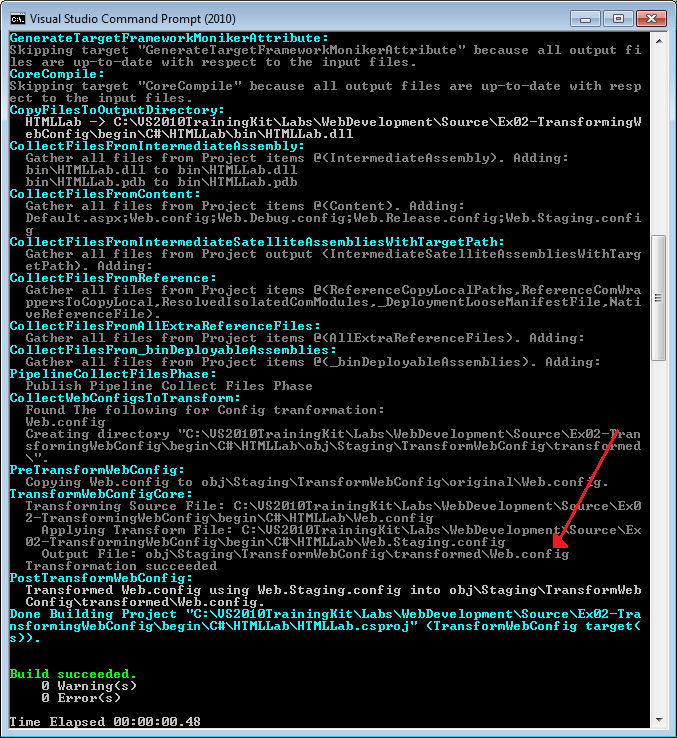 Visual Studio Command Prompt (2010)
GenerateTargetFrameworkMonikerAttribute:
Skipping target "GenerateTargetFrameworkMonikerAttribute" because all output fi
les are up-to-date with respect to the input files.
CoreCompile:
Skipping target "CoreCompile" because all output files are up-to-date with resp
ect to the input files.
CopyFilesToOutputDirectory:
HTMLLab -> C:\VS2010TrainingKit\Labs\WebDevelopment\Source\Ex02-TransformingW
ebConfig\begin\C#\HTMLLab\bin\HTMLLab.dll
CollectFilesFromIntermediateAssembly:
Gather all files from Project items @(IntermediateAssembly). Adding:
bin\HTMLLab.dll to bin\HTMLLab.dll
bin\HTMLLab.pdb to bin\HTMLLab.pdb
CollectFilesFromContent:
Gather all files from Project items @(Content). Adding:
Default.aspx;Web.config;Web.Debug.config;Web.Release.config;Web.Staging.confi
g
CollectFilesFromIntermediateSatelliteAssembliesWithTargetPath:
Gather all files from Project output (IntermediateSatelliteAssembliesWithTarg
etPath). Adding:
CollectFilesFromReference:
Gather all files from Project items @(ReferenceCopyLocalPaths,ReferenceComWra
ppersToCopyLocal,ResolvedIsolatedComModules,_DeploymentLooseManifestFile,Nati
veReferenceFile).
CollectFilesFromAllExtraReferenceFiles:
Gather all files from Project items @(AllExtraReferenceFiles). Adding:
CollectFilesFrom_binDeployableAssemblies:
Gather all files from Project items @(_binDeployableAssemblies). Adding:
PipelineCollectFilesPhase:
Publish Pipeline Collect Files Phase
CollectWebConfigsToTransform:
Found The following for Config tranformation:
Web.config
Creating directory "C:\VS2010TrainingKit\Labs\WebDevelopment\Source\Ex02-Tran
sformingWebConfig\begin\C#\HTMLLab\obj\Staging\TransformWebConfig\transformed
\".
PreTransformWebConfig:
Copying Web.config to obj\Staging\TransformWebConfig\original\Web.config.
TransformWebConfigCore:
Transforming Source File: C:\VS2010TrainingKit\Labs\WebDevelopment\Source\Ex0
2-TransformingWebConfig\begin\C#\HTMLLab\Web.config
Applying Transform File: C:\VS2010TrainingKit\Labs\WebDevelopment\Source\Ex
02-TransformingWebConfig\begin\C#\HTMLLab\Web.Staging.config
Output File: obj\Staging\TransformWebConfig\transformed\Web.config
Transformation succeeded
PostTransformWebConfig:
Transformed Web.config using Web.Staging.config into obj\Staging\TransformWeb
Config\transformed\Web.config.
Done Building Project "C:\VS2010TrainingKit\Labs\WebDevelopment\Source\Ex02-Tra
nsformingWebConfig\begin\C#\HTMLLab\HTMLLab.csproj" (TransformWebConfig target(
s)).
Build succeeded.
0 Warning(s)
0 Error(s)
Time Elapsed 00:00:00.48